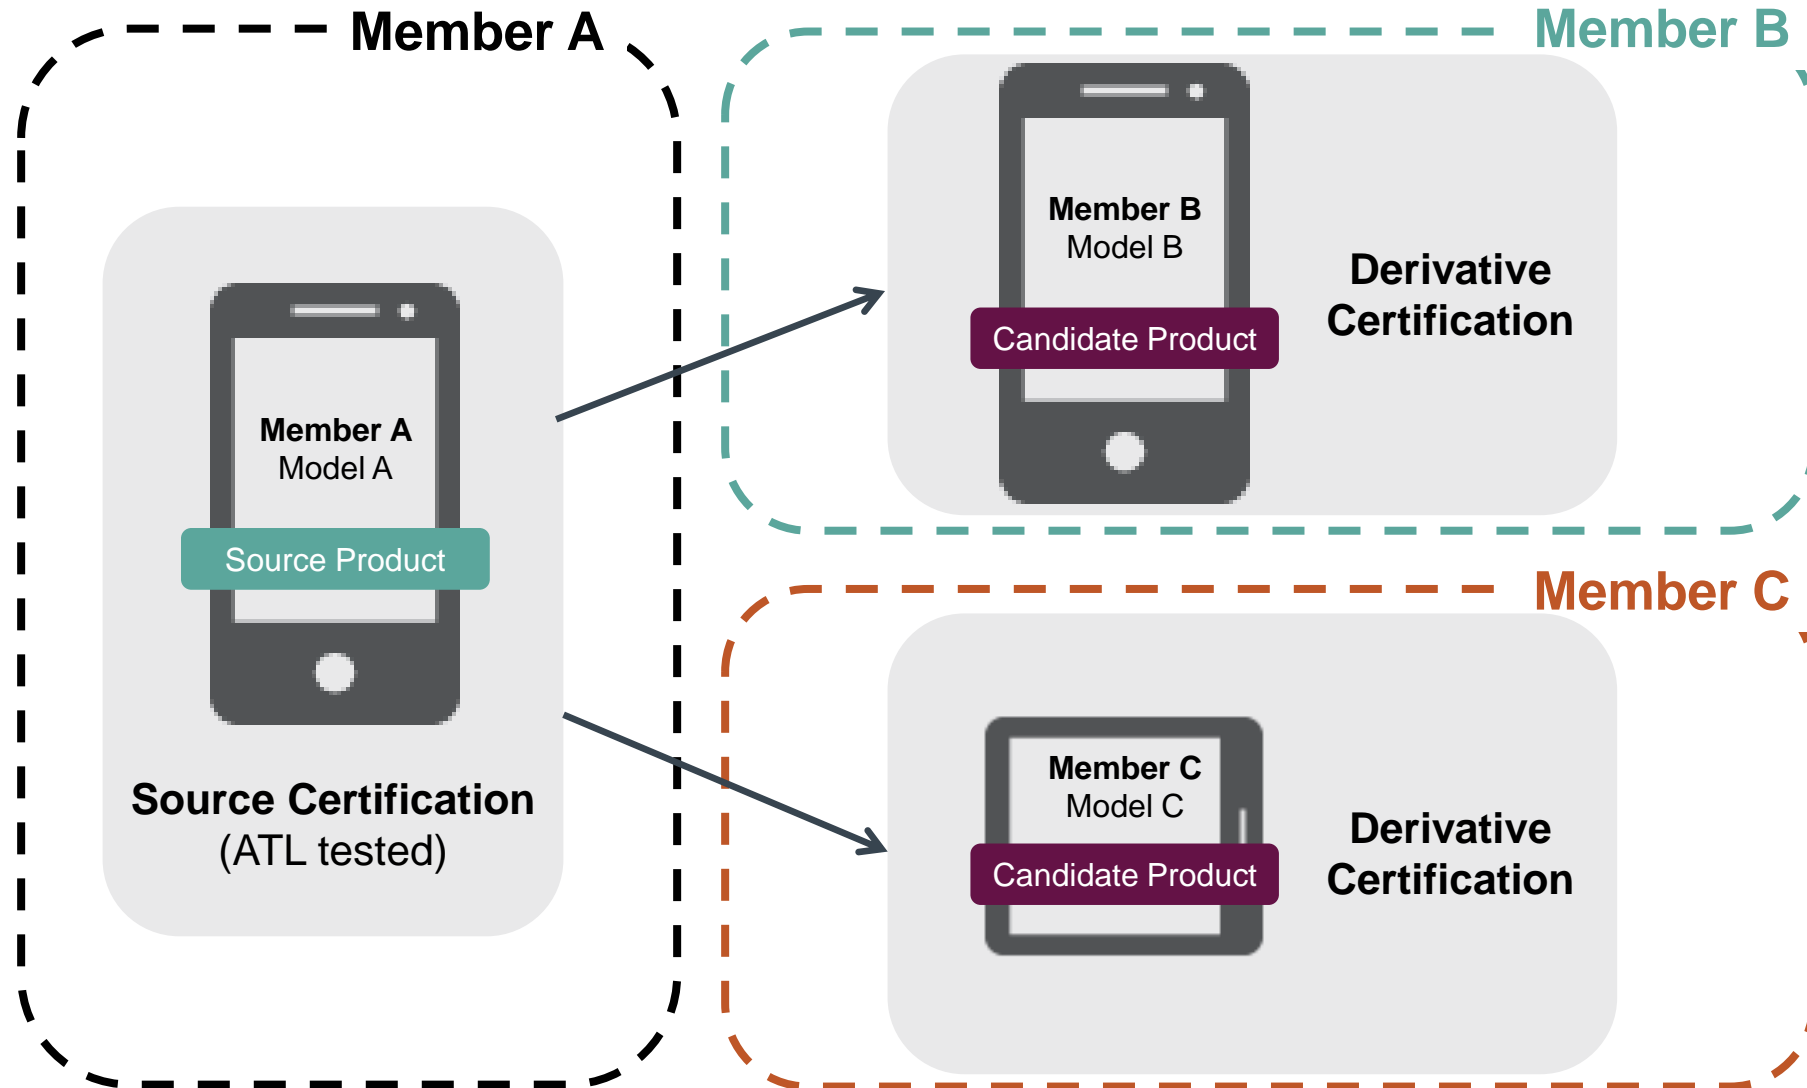 Member A
Member A
Model A
Source Product
Source Certification
(ATL tested)
Member B
Member B
Model B
Candidate Product
Derivative
Certification
Member C
Member C
Model C
Candidate Product
Derivative
Certification